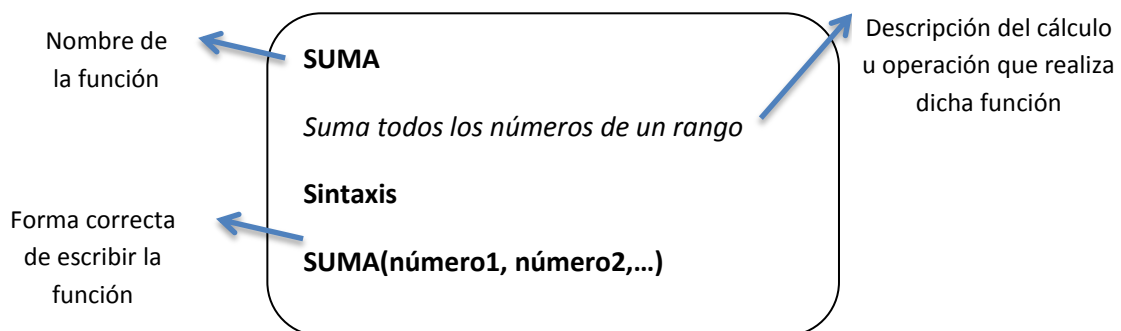 Nombre de
la función
SUMA
Suma todos los números de un rango
Sintaxis
SUMA(número1, número2,...)
Descripción del cálculo
u operación que realiza
dicha función
Forma correcta
de escribir la
función